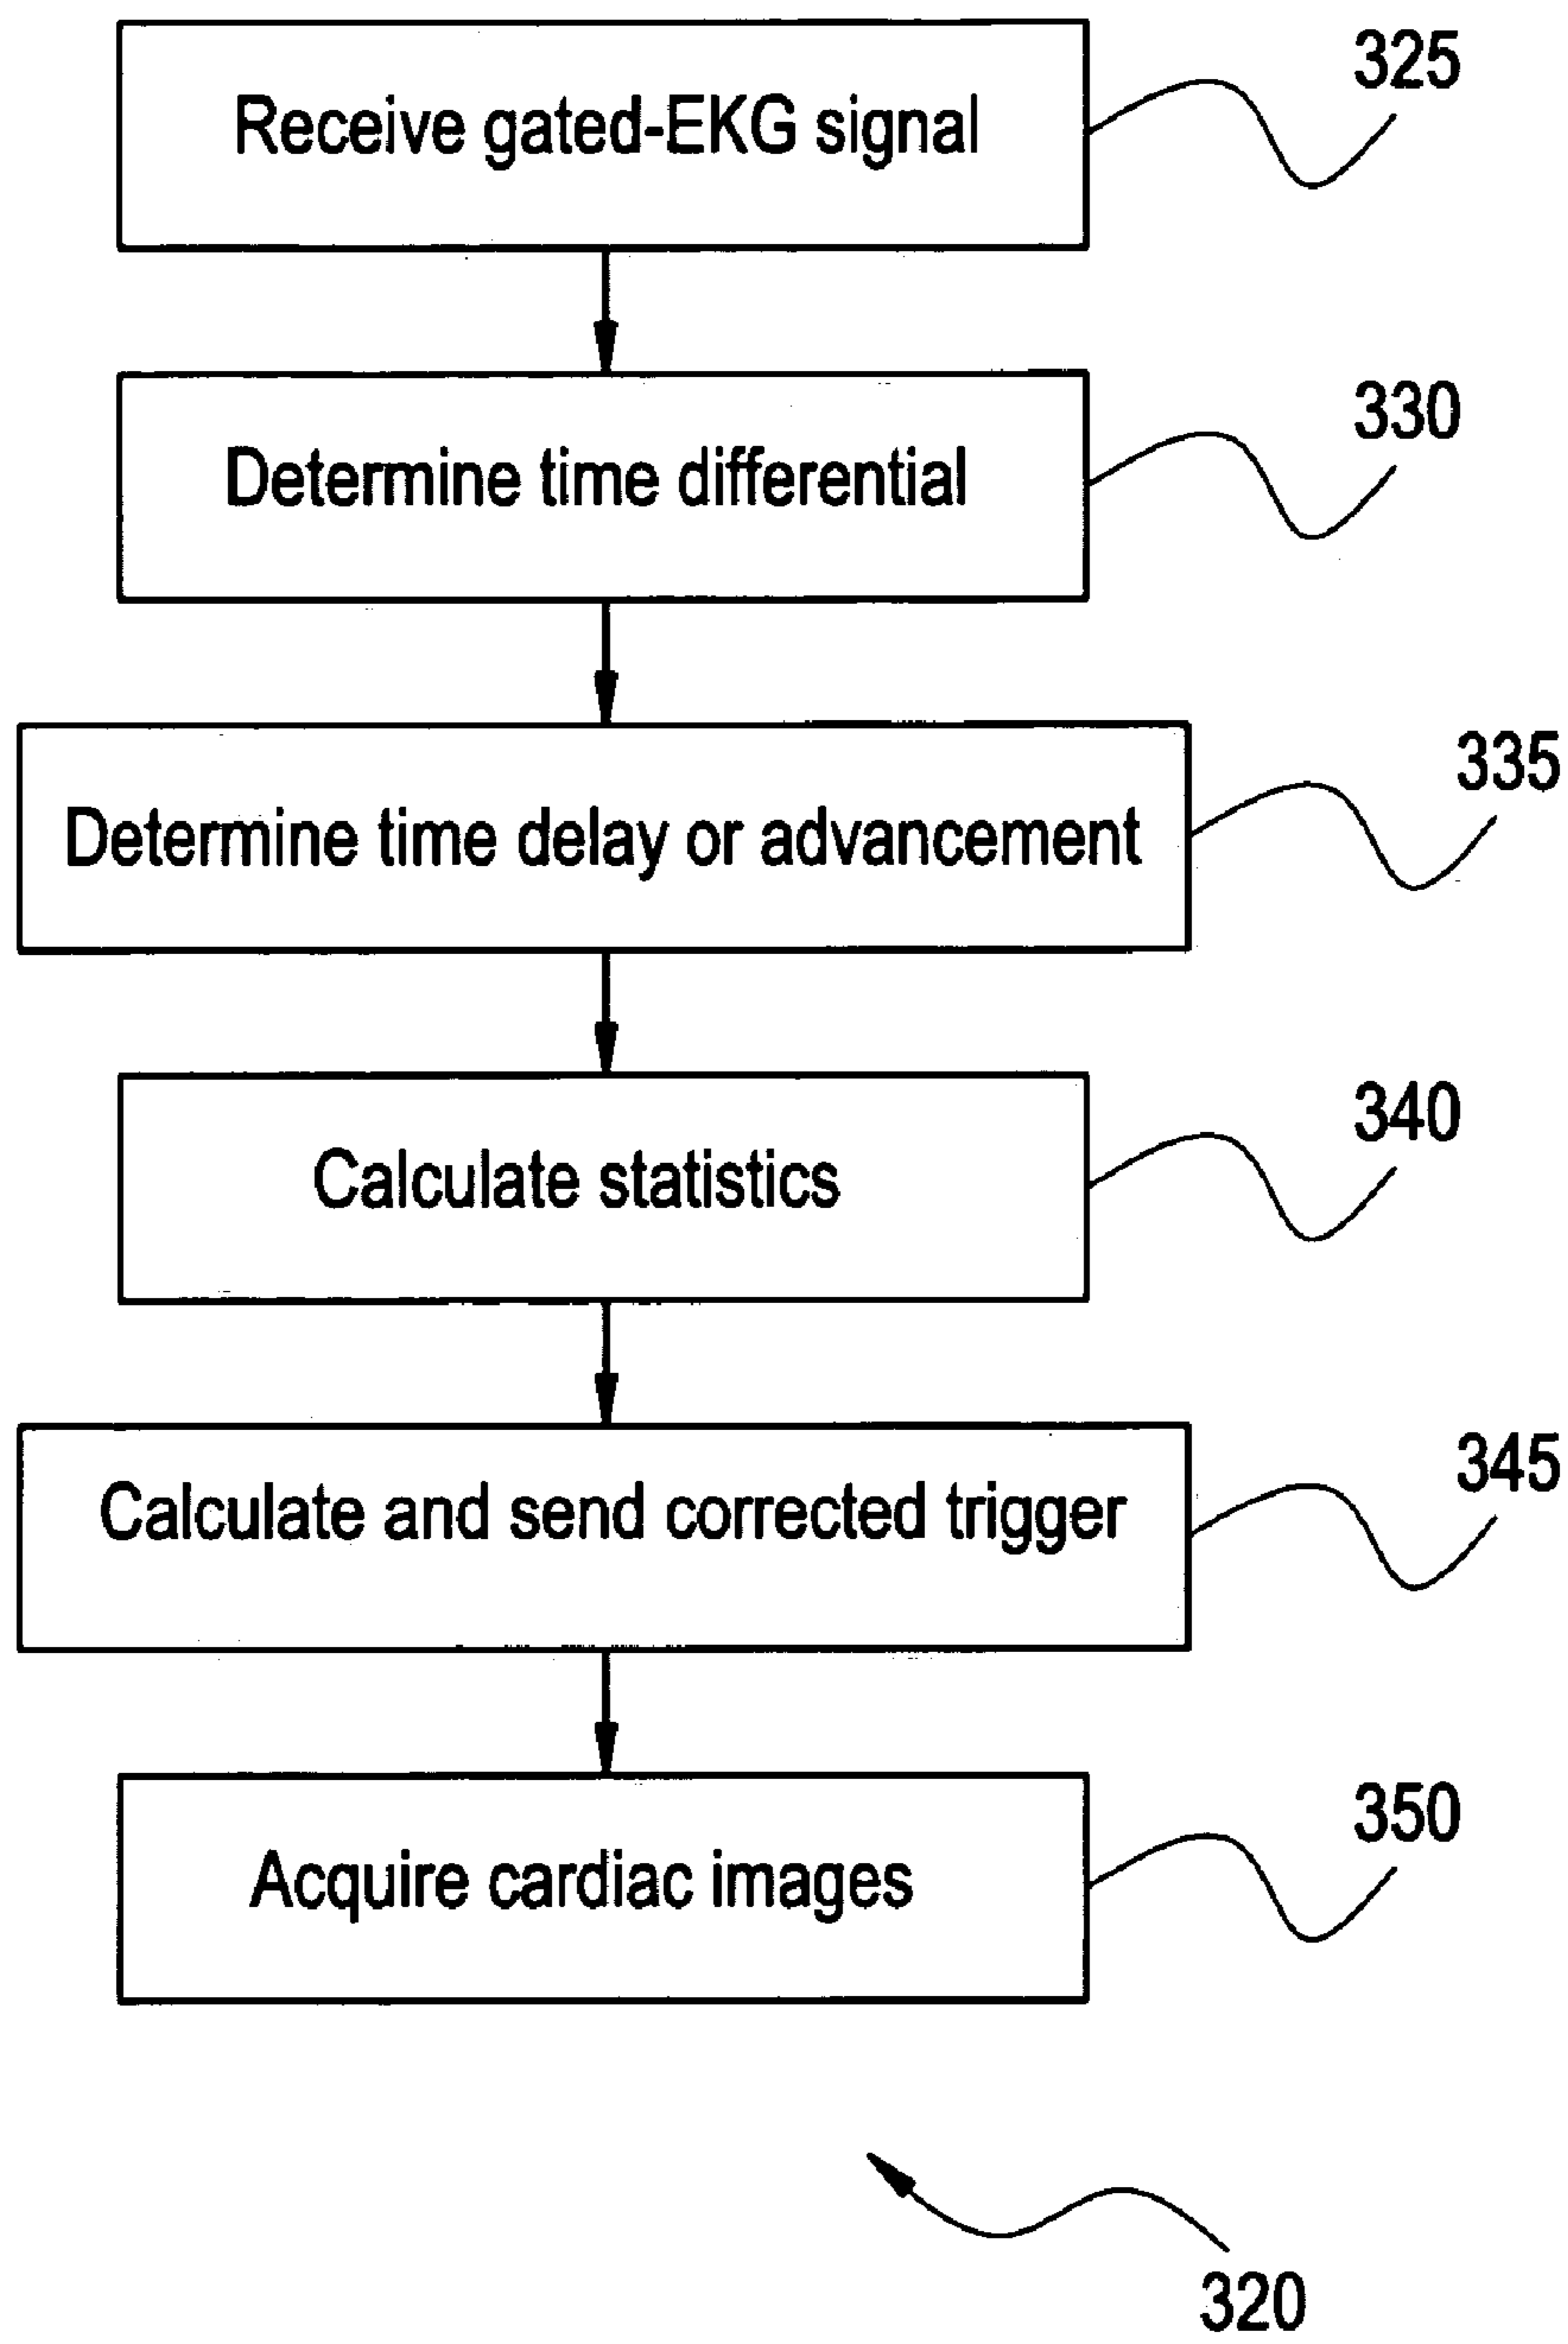 Receive gated-EKG signal
325
Determine time differential
330
Determine time delay or advancement
335
Calculate statistics
340
Calculate and send corrected trigger
345
Acquire cardiac images
350
320